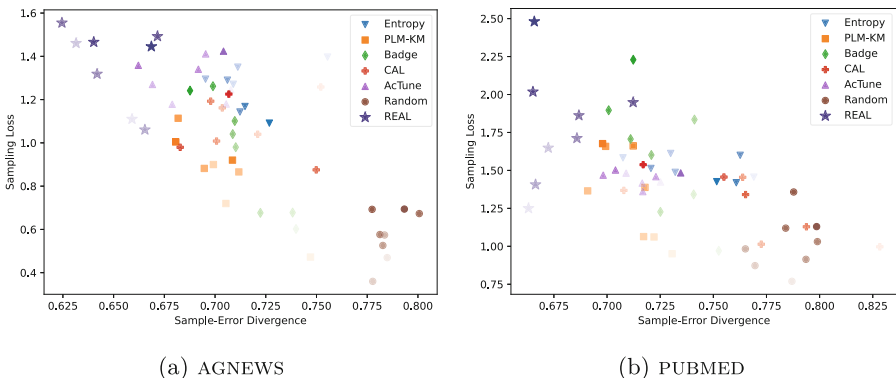 1.6
1.4
1.2
1.0
0.8
0.6
0.4
Sampling Loss
0.625 0.650 0.675 0.700 0.725 0.750 0.775 0.800
Sample-Error Divergence
Entropy
PLM-KM
Badge
CAL
AcTune
Random
REAL
(a) AGNEWS
2.50
2.25
2.00
1.75
1.50
1.25
1.00
0.75
Sampling Loss
0.675 0.700 0.725 0.750 0.775 0.800 0.825
Sample-Error Divergence
Entropy
PLM-KM
Badge
CAL
AcTune
Random
REAL
(b) PUBMED